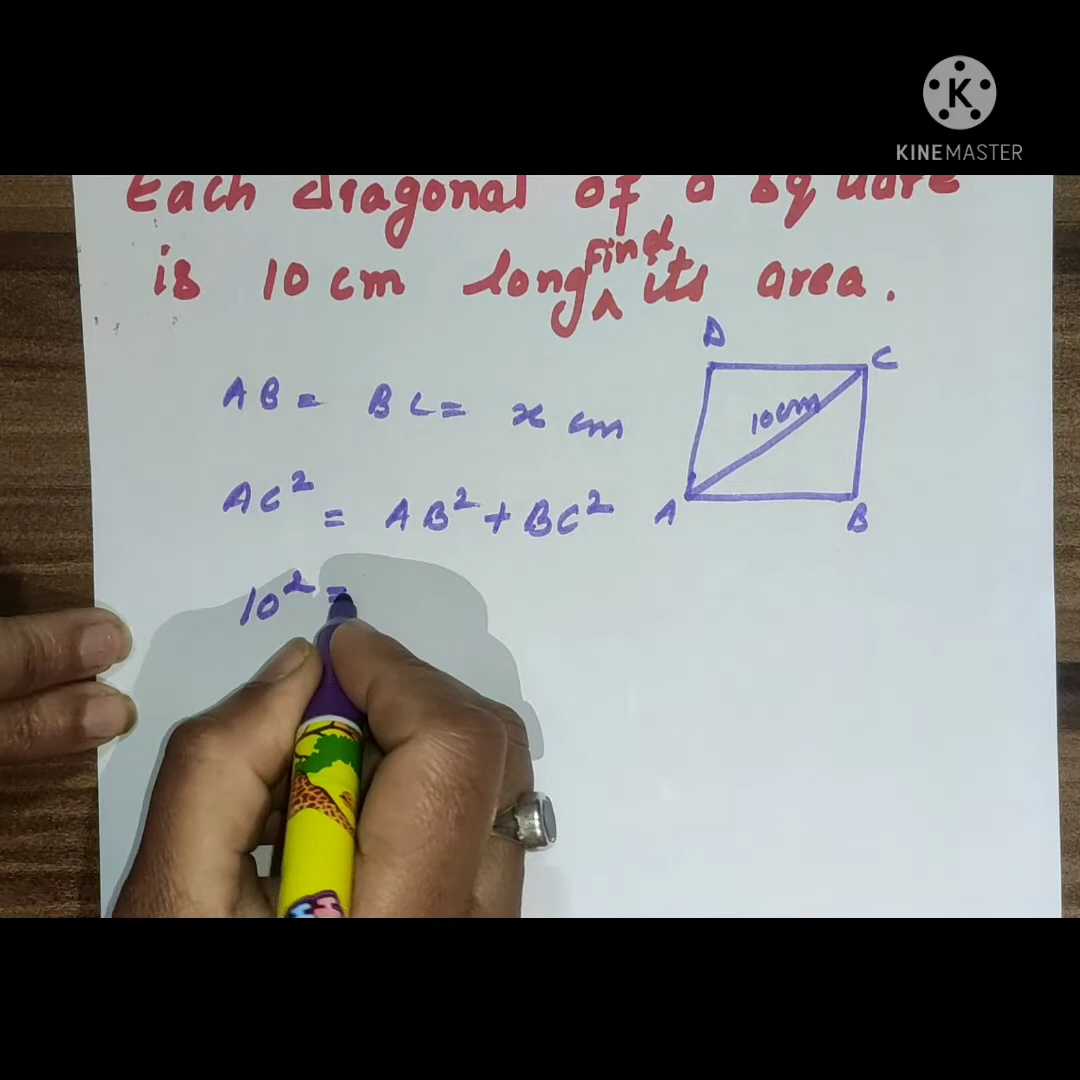 KINEMASTER
Each diagonal of a square
is 10 cm long ^ Find its area.
AB = BC = x cm
AC² = AB² + BC²
10² =
D
C
10cm
A
B